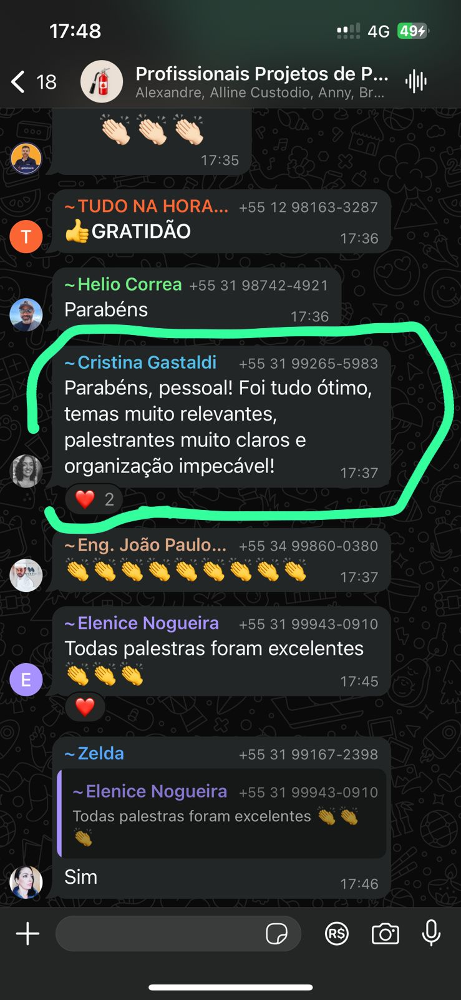 17:48
4G
49
18
Profissionais Projetos de P...
Alexandre, Alline Custodio, Anny, Br...
👏🏻👏🏻👏🏻
17:35
~TUDO NA HORA... +55 12 98163-3287
T
👍GRATIDÃO
17:36
~Helio Correa +55 31 98742-4921
Parabéns
17:36
~Cristina Gastaldi +55 31 99265-5983
Parabéns, pessoal! Foi tudo ótimo,
temas muito relevantes,
palestrantes muito claros e
organização impecável!
17:37
❤️ 2
~Eng. João Paulo... +55 34 99860-0380
👏👏👏👏👏👏👏👏👏
17:37
~Elenice Nogueira +55 31 99943-0910
Todas palestras foram excelentes
👏👏👏
E
17:45
❤️
~Zelda +55 31 99167-2398
~Elenice Nogueira +55 31 99943-0910
Todas palestras foram excelentes 👏👏
👏
Sim
17:46
R$